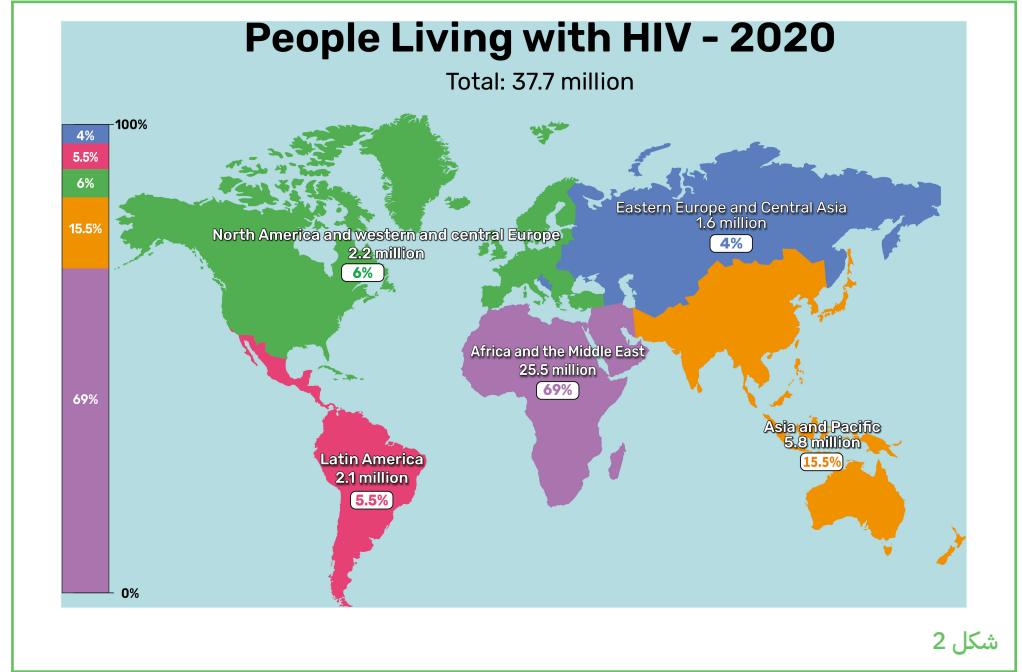 People Living with HIV - 2020
Total: 37.7 million
100%
4%
5.5%
6%
15.5%
69%
0%
North America and western and central Europe
2.2 million
6%
Eastern Europe and Central Asia
1.6 million
4%
Africa and the Middle East
25.5 million
69%
Asia and Pacific
5.8 million
15.5%
Latin America
2.1 million
5.5%
شكل 2